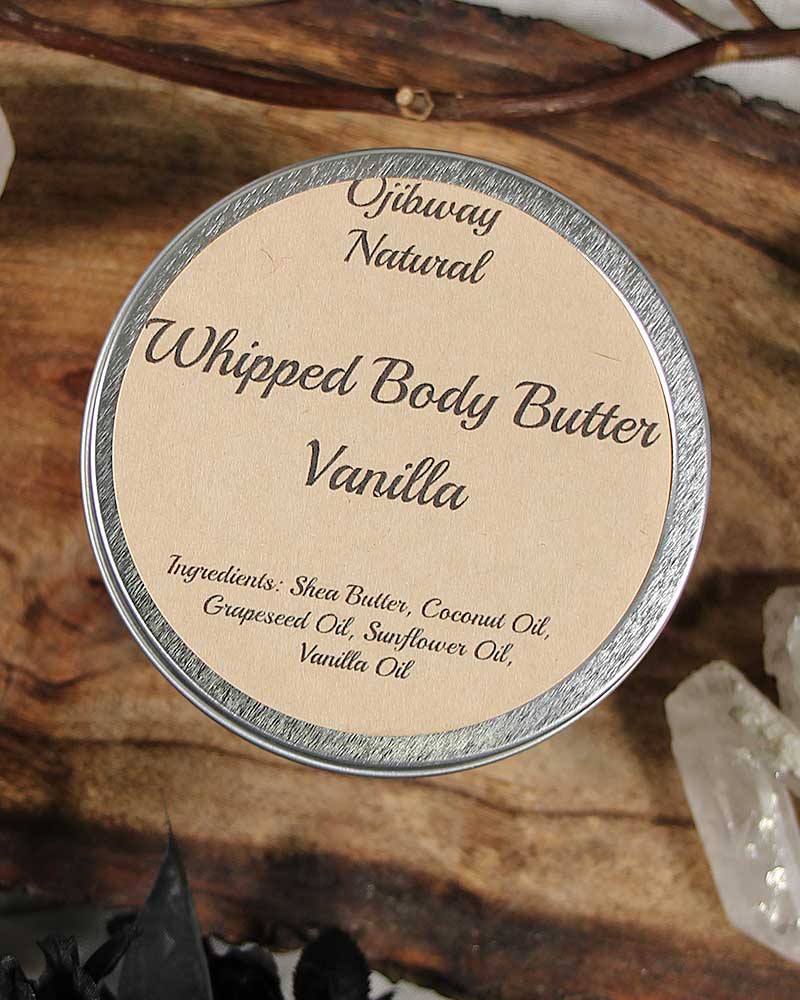 Ojibway
Natural
Whipped Body Butter
Vanilla
Ingredients: Shea Butter, Coconut Oil,
Grapeseed Oil, Sunflower Oil,
Vanilla Oil